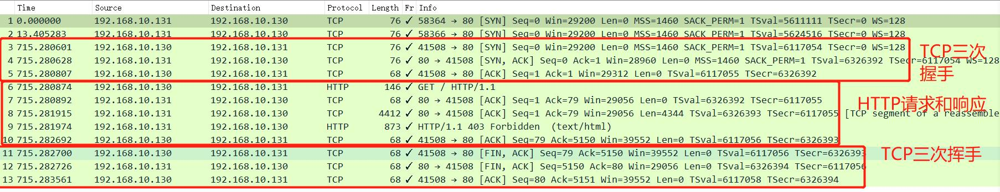 Time Source Destination Protocol Length Fr Info
1 0.000000 192.168.10.131 192.168.10.130 TCP 76 ✓ 58364 → 80 [SYN] Seq=0 Win=29200 Len=0 MSS=1460 SACK_PERM=1 TSval=5611111 TSecr=0 WS=128
2 13.405283 192.168.10.131 192.168.10.130 TCP 76 ✓ 58366 → 80 [SYN] Seq=0 Win=29200 Len=0 MSS=1460 SACK_PERM=1 TSval=5624516 TSecr=0 WS=128
3 715.280601 192.168.10.130 192.168.10.131 TCP 76 ✓ 41508 → 80 [SYN] Seq=0 Win=29200 Len=0 MSS=1460 SACK_PERM=1 TSval=6117054 TSecr=0 WS=128
4 715.280628 192.168.10.131 192.168.10.130 TCP 76 ✓ 80 → 41508 [SYN, ACK] Seq=0 Ack=1 Win=28960 Len=0 MSS=1460 SACK_PERM=1 TSval=6326392 TSecr=6117054 WS=128
5 715.280807 192.168.10.130 192.168.10.131 TCP 68 ✓ 41508 → 80 [ACK] Seq=1 Ack=1 Win=29312 Len=0 TSval=6117055 TSecr=6326392
TCP三次
握手
6 715.280874 192.168.10.130 192.168.10.131 HTTP 146 ✓ GET / HTTP/1.1
7 715.280892 192.168.10.131 192.168.10.130 TCP 68 ✓ 80 → 41508 [ACK] Seq=1 Ack=79 Win=29056 Len=0 TSval=6326392 TSecr=6117055
8 715.281915 192.168.10.131 192.168.10.130 TCP 4412 ✓ 80 → 41508 [ACK] Seq=1 Ack=79 Win=29056 Len=4344 TSval=6326393 TSecr=6117055 [TCP segment of a reassemble
9 715.281974 192.168.10.131 192.168.10.130 HTTP 873 ✓ HTTP/1.1 403 Forbidden (text/html)
10 715.282692 192.168.10.130 192.168.10.131 TCP 68 ✓ 41508 → 80 [ACK] Seq=79 Ack=5150 Win=39552 Len=0 TSval=6117056 TSecr=6326393
HTTP请求和响应
11 715.282700 192.168.10.130 192.168.10.131 TCP 68 ✓ 41508 → 80 [FIN, ACK] Seq=79 Ack=5150 Win=39552 Len=0 TSval=6117056 TSecr=6326393
12 715.282726 192.168.10.131 192.168.10.130 TCP 68 ✓ 80 → 41508 [FIN, ACK] Seq=5150 Ack=80 Win=29056 Len=0 TSval=6326394 TSecr=6117056
13 715.283561 192.168.10.130 192.168.10.131 TCP 68 ✓ 41508 → 80 [ACK] Seq=80 Ack=5151 Win=39552 Len=0 TSval=6117058 TSecr=6326394
TCP三次挥手